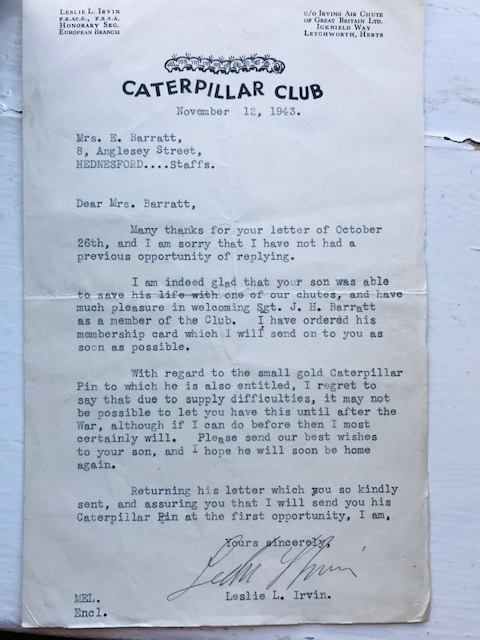 Leslie L. Irvin
F.R.Ae.S., F.R.S.A.
Honorary Sec.
European Branch
c/o Irving Air Chute
of Great Britain Ltd.
Icknield Way
Letchworth, Herts
CATERPILLAR CLUB
November 12, 1943.
Mrs. E. Barratt,
8, Anglesey Street,
HEDNESFORD....Staffs.
Dear Mrs. Barratt,
Many thanks for your letter of October
26th, and I am sorry that I have not had a
previous opportunity of replying.
I am indeed glad that your son was able
to save his life with one of our chutes, and have
much pleasure in welcoming Sgt. J. H. Barratt
as a member of the Club. I have ordered his
membership card which I will send on to you as
soon as possible.
With regard to the small gold Caterpillar
Pin to which he is also entitled, I regret to
say that due to supply difficulties, it may not
be possible to let you have this until after the
War, although if I can do before then I most
certainly will. Please send our best wishes
to your son, and I hope he will soon be home
again.
Returning his letter which you so kindly
sent, and assuring you that I will send you his
Caterpillar Pin at the first opportunity, I am,
Yours sincerely,
Leslie L. Irvin
Leslie L. Irvin.
MEL.
Encl.